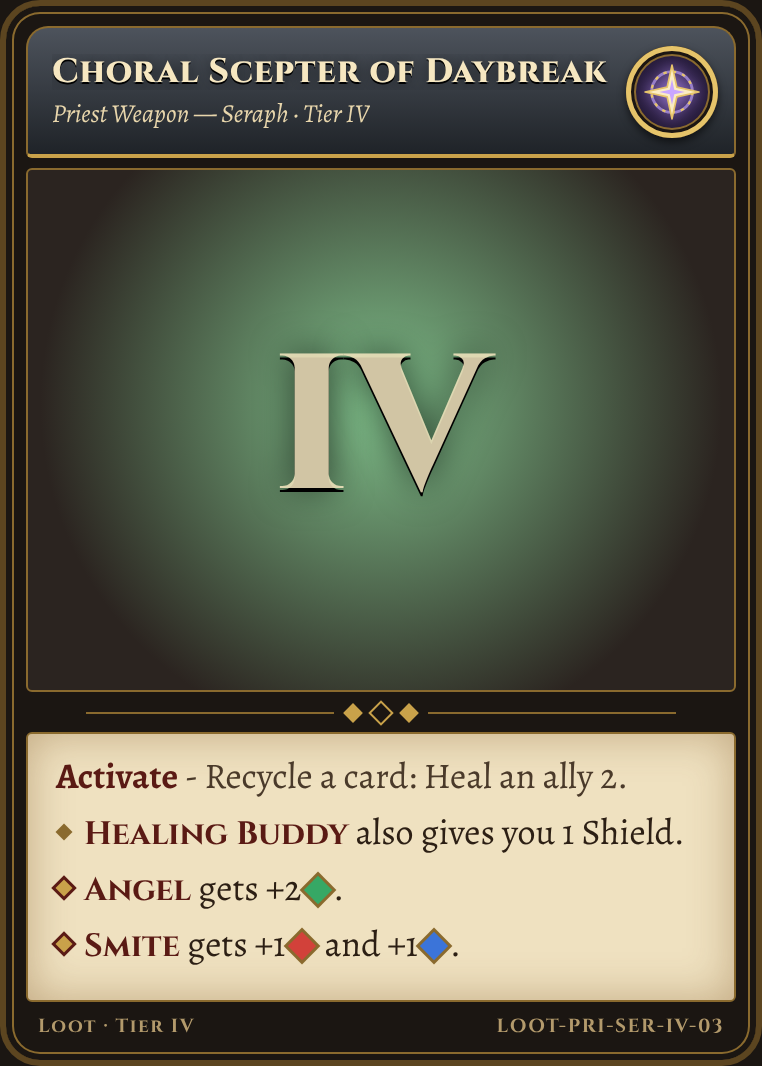 Choral Scepter of Daybreak
Priest Weapon — Seraph · Tier IV
IV
Activate - Recycle a card: Heal an ally 2.
Healing Buddy also gives you 1 Shield.
Angel gets +2.
Smite gets +1 and +1.
Loot · Tier IV
LOOT-PRI-SER-IV-03